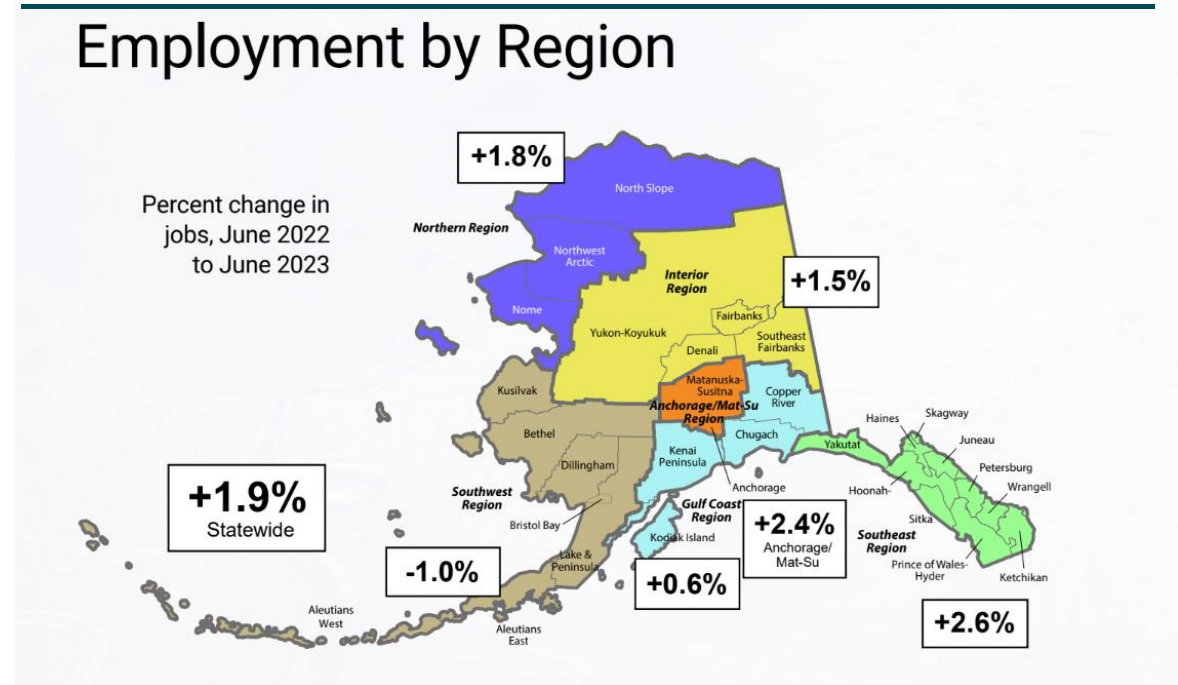 Employment by Region
Percent change in
jobs, June 2022
to June 2023
+1.8%
North Slope
Northern Region
Northwest
Arctic
Nome
Interior
Region
+1.5%
Fairbanks
Yukon-Koyukuk
Southeast
Fairbanks
Denali
Kusilvak
Matanuska-
Susitna
Anchorage/Mat-Su
Region
Copper
River
Bethel
Chugach
Kenai
Peninsula
Dillingham
Anchorage
Yakutat
Haines
Skagway
Juneau
Petersburg
Wrangell
Hoonah-
Sitka
Southeast
Region
Prince of Wales-
Hyder
Ketchikan
+2.6%
+1.9%
Statewide
Southwest
Region
Bristol Bay
Gulf Coast
Region
Kodiak Island
+2.4%
Anchorage/
Mat-Su
-1.0%
Lake &
Peninsula
+0.6%
Aleutians
West
Aleutians
East